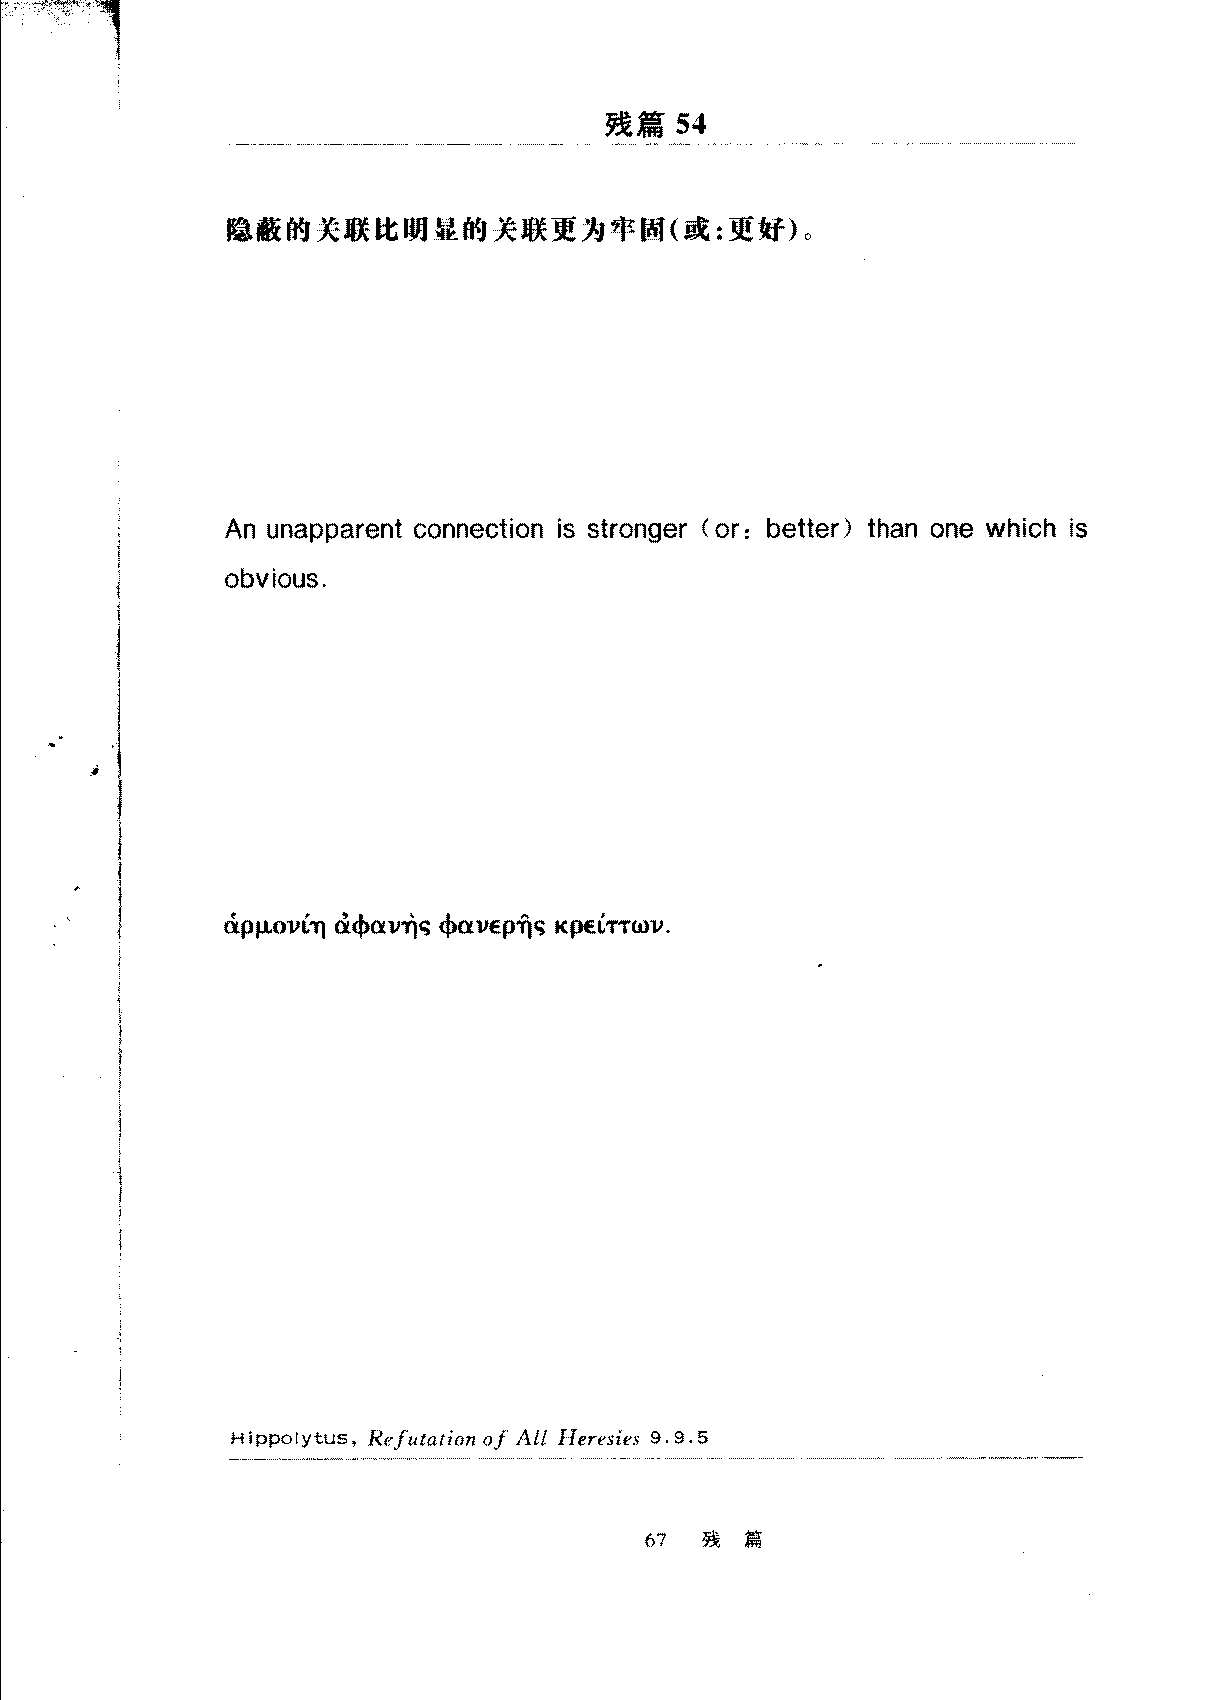 残篇 54
隐蔽的关联比明显的关联更为牢固(或:更好)。
An unapparent connection is stronger (or: better) than one which is
obvious.
ἁρμονίη ἀφανὴς φανερῆς κρείττων.
Hippolytus, Refutation of All Heresies 9.9.5
67 残 篇